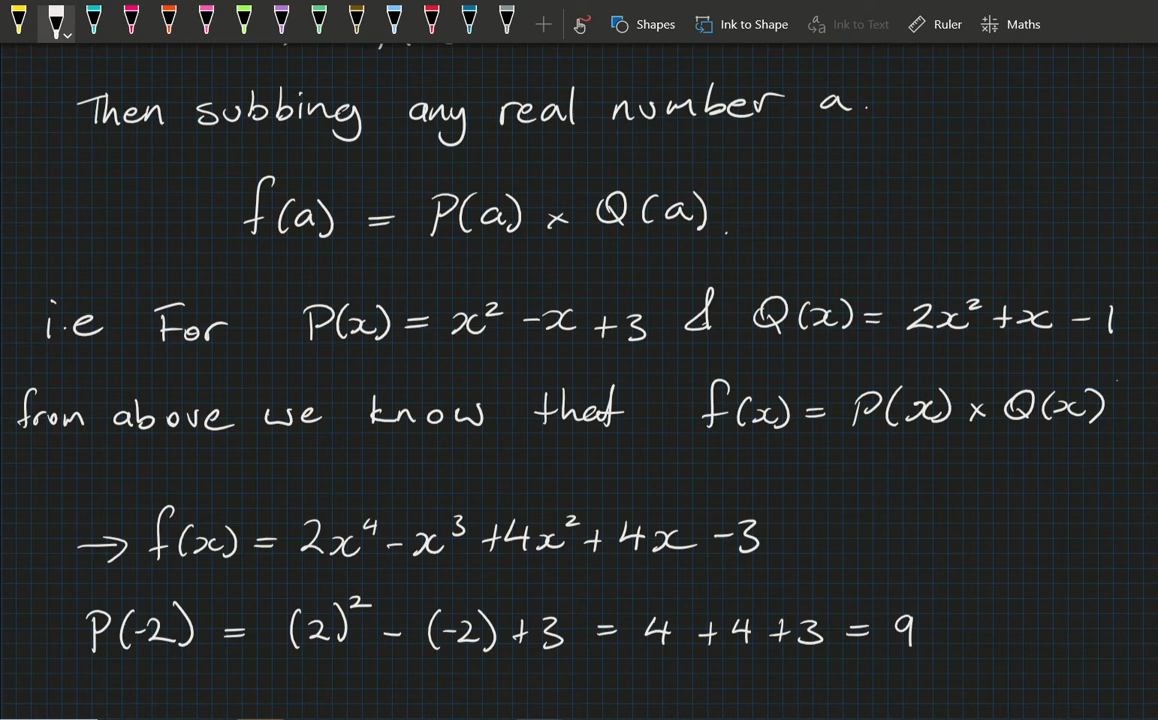 Shapes Ink to Shape Ink to Text Ruler Maths
Then subbing any real number a.
f(a) = P(a) × Q(a).
i.e For P(x) = x² - x + 3 & Q(x) = 2x² + x - 1
from above we know that f(x) = P(x) × Q(x)
→ f(x) = 2x⁴ - x³ + 4x² + 4x - 3
P(-2) = (2)² - (-2) + 3 = 4 + 4 + 3 = 9